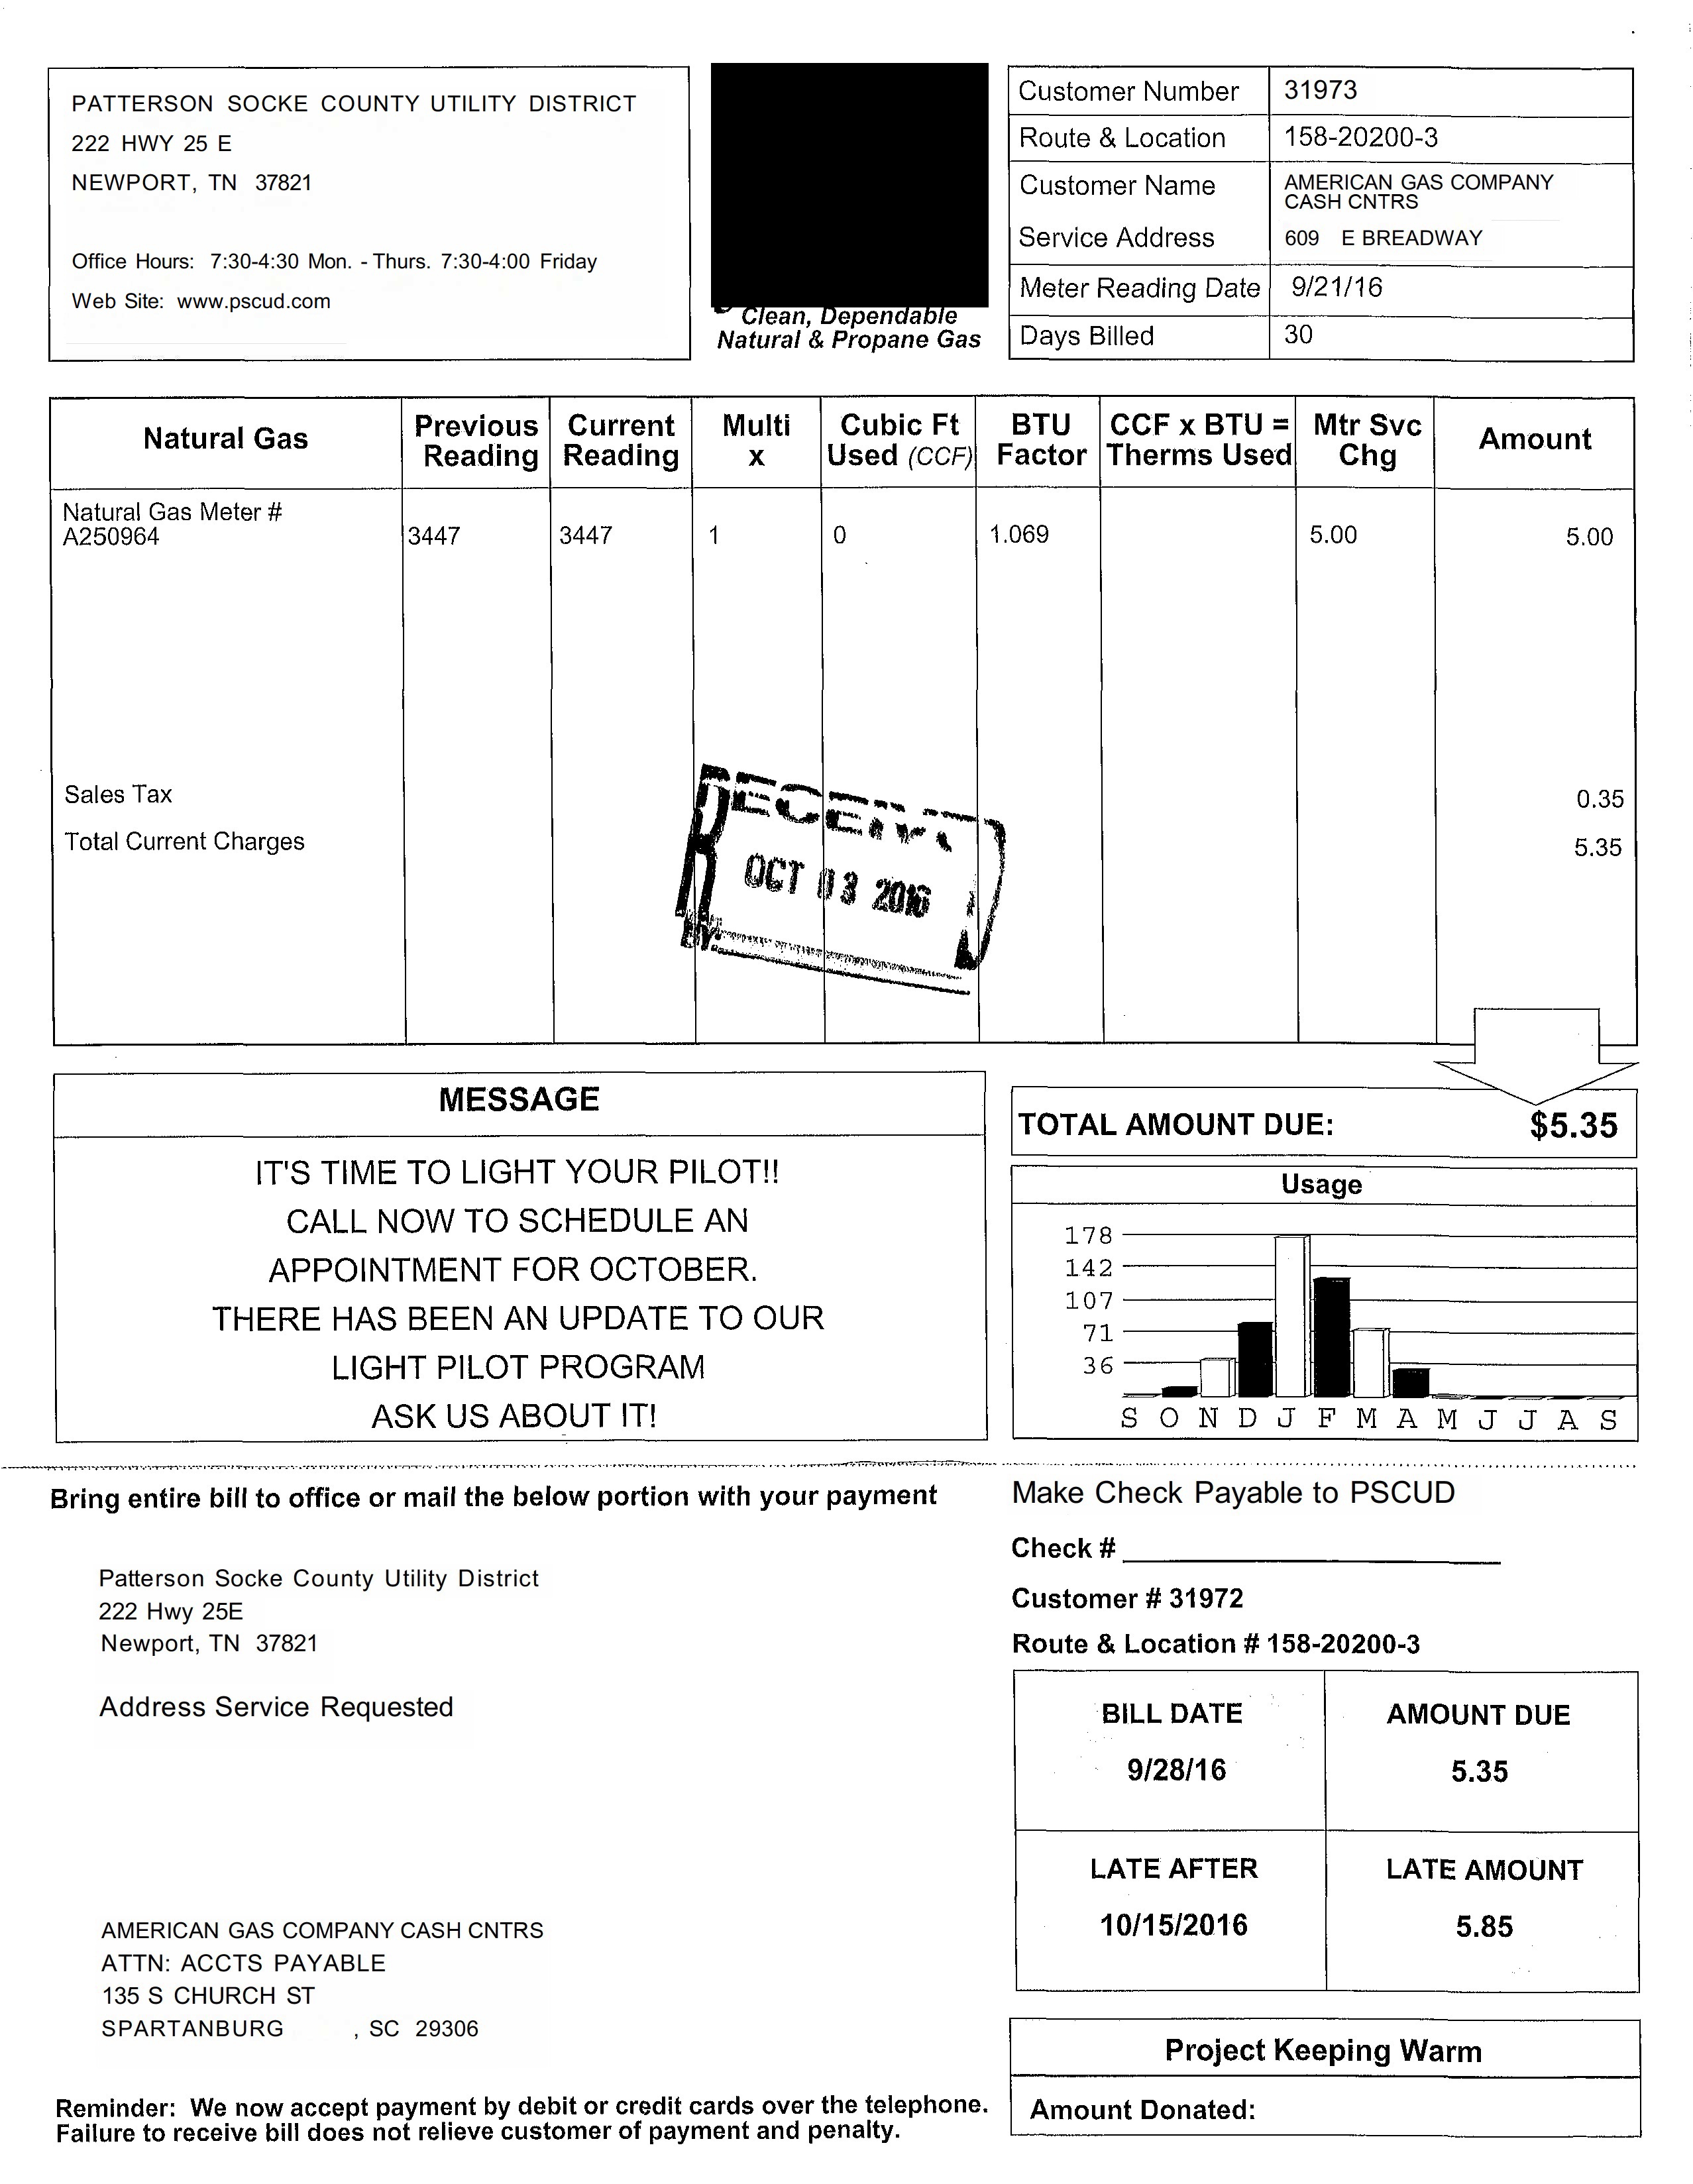 PATTERSON SOCKE COUNTY UTILITY DISTRICT
222 HWY 25 E
NEWPORT, TN 37821
Office Hours: 7:30-4:30 Mon. - Thurs. 7:30-4:00 Friday
Web Site: www.pscud.com
Clean, Dependable
Natural & Propane Gas
Customer Number 31973
Route & Location 158-20200-3
Customer Name AMERICAN GAS COMPANY
CASH CNTRS
Service Address 609 E BREADWAY
Meter Reading Date 9/21/16
Days Billed 30
Natural Gas Previous Reading Current Reading Multi x Cubic Ft Used (CCF) BTU Factor CCF x BTU = Therms Used Mtr Svc Chg Amount
Natural Gas Meter #
A250964 3447 3447 1 0 1.069 5.00 5.00
Sales Tax 0.35
Total Current Charges 5.35
RECEIVED
OCT 03 2016
BY:
MESSAGE
IT'S TIME TO LIGHT YOUR PILOT!!
CALL NOW TO SCHEDULE AN
APPOINTMENT FOR OCTOBER.
THERE HAS BEEN AN UPDATE TO OUR
LIGHT PILOT PROGRAM
ASK US ABOUT IT!
TOTAL AMOUNT DUE: $5.35
Usage
178
142
107
71
36
S O N D J F M A M J J A S
Bring entire bill to office or mail the below portion with your payment
Make Check Payable to PSCUD
Check #
Customer # 31972
Route & Location # 158-20200-3
Patterson Socke County Utility District
222 Hwy 25E
Newport, TN 37821
Address Service Requested
BILL DATE AMOUNT DUE
9/28/16 5.35
LATE AFTER LATE AMOUNT
10/15/2016 5.85
AMERICAN GAS COMPANY CASH CNTRS
ATTN: ACCTS PAYABLE
135 S CHURCH ST
SPARTANBURG , SC 29306
Project Keeping Warm
Amount Donated:
Reminder: We now accept payment by debit or credit cards over the telephone.
Failure to receive bill does not relieve customer of payment and penalty.